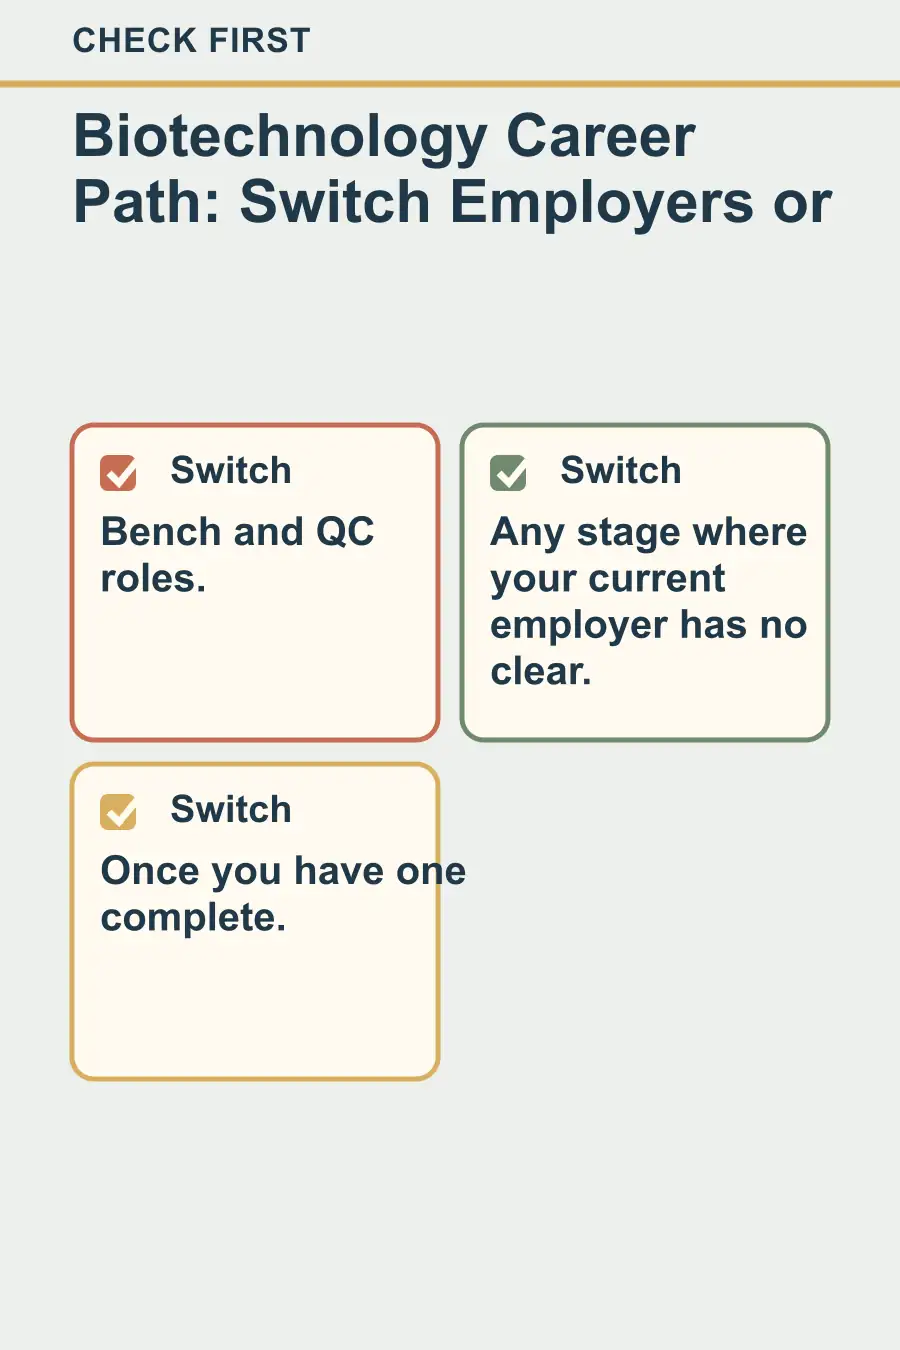 CHECK FIRST
Biotechnology Career
Path: Switch Employers or
Switch
Bench and QC
roles.
Switch
Any stage where
your current
employer has no
clear.
Switch
Once you have one
complete.